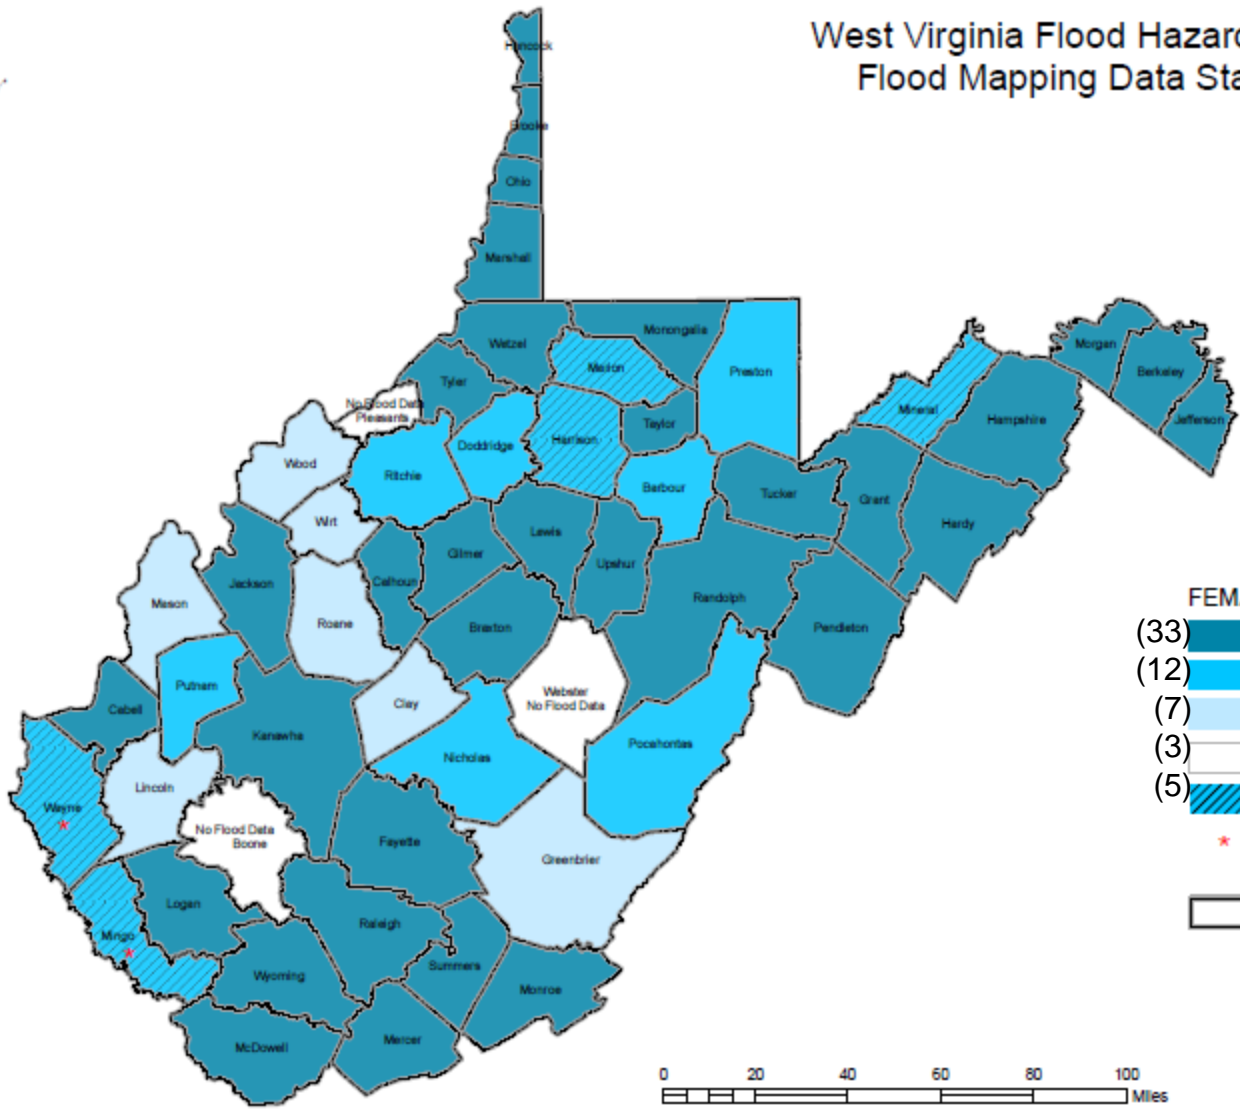 West Virginia Flood Hazard
Flood Mapping Data Sta
Hancock
Brooke
Ohio
Marshall
Wetzel
Monongalia
Marion
Preston
Tyler
No Flood Data
Pleasants
Doddridge
Harrison
Taylor
Ritchie
Wood
Wirt
Barbour
Tucker
Mineral
Hampshire
Morgan
Berkeley
Jefferson
Grant
Hardy
Lewis
Gilmer
Upshur
Calhoun
Jackson
Mason
Roane
Braxton
Randolph
Pendleton
Putnam
Cabell
Clay
Webster
No Flood Data
Kanawha
Nicholas
Pocahontas
Lincoln
Wayne
*
No Flood Data
Boone
Fayette
Greenbrier
Logan
Raleigh
Mingo
*
Wyoming
Summers
Monroe
McDowell
Mercer
FEM
(33)
(12)
(7)
(3)
(5)
*
0 20 40 60 80 100
Miles